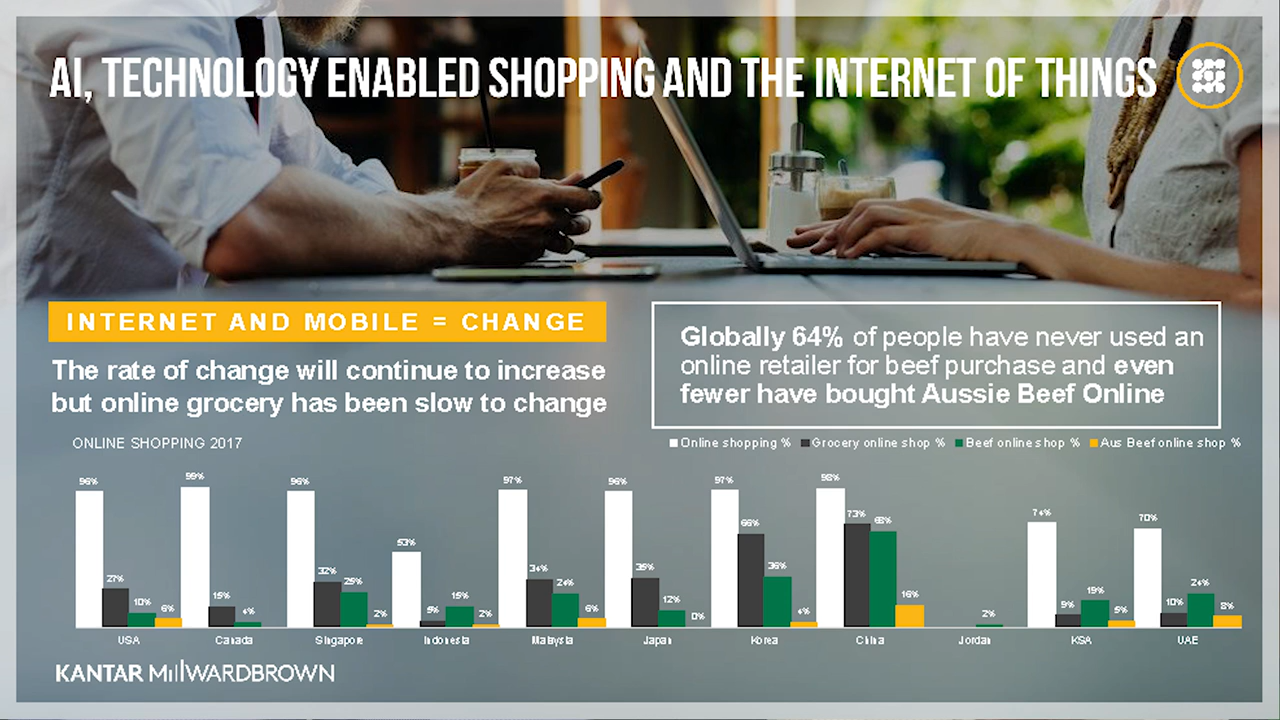 AI, TECHNOLOGY ENABLED SHOPPING AND THE INTERNET OF THINGS
INTERNET AND MOBILE = CHANGE
The rate of change will continue to increase
but online grocery has been slow to change
Globally 64% of people have never used an
online retailer for beef purchase and even
fewer have bought Aussie Beef Online
ONLINE SHOPPING 2017
Online shopping % Grocery online shop % Beef online shop % Aus Beef online shop %
96% 27% 10% 6%
99% 15% 4%
96% 32% 25% 2%
53% 5% 15% 2%
97% 34% 24% 6%
96% 35% 12% 0%
97% 66% 36% 4%
98% 73% 68% 16%
2%
74% 9% 19% 5%
70% 10% 24% 8%
USA Canada Singapore Indonesia Malaysia Japan Korea China Jordan KSA UAE
KANTAR MillWARDBROWN